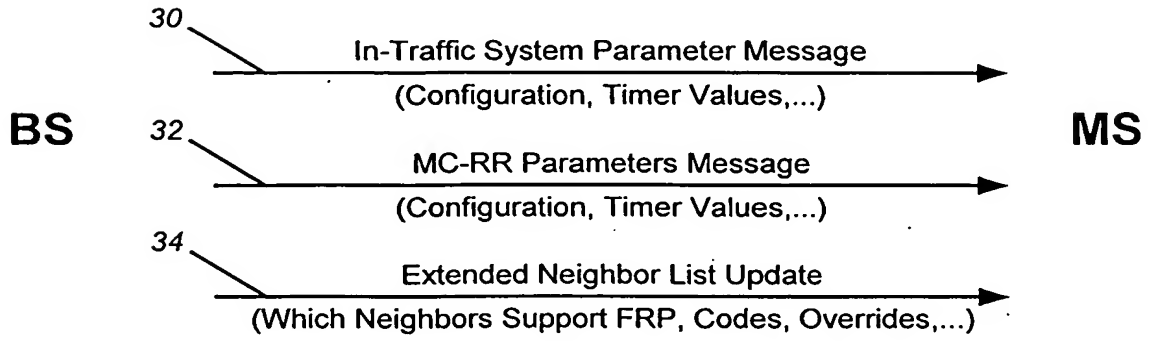 30
In-Traffic System Parameter Message
(Configuration, Timer Values,...)
BS
MS
32
MC-RR Parameters Message
(Configuration, Timer Values,...)
34
Extended Neighbor List Update
(Which Neighbors Support FRP, Codes, Overrides,...)